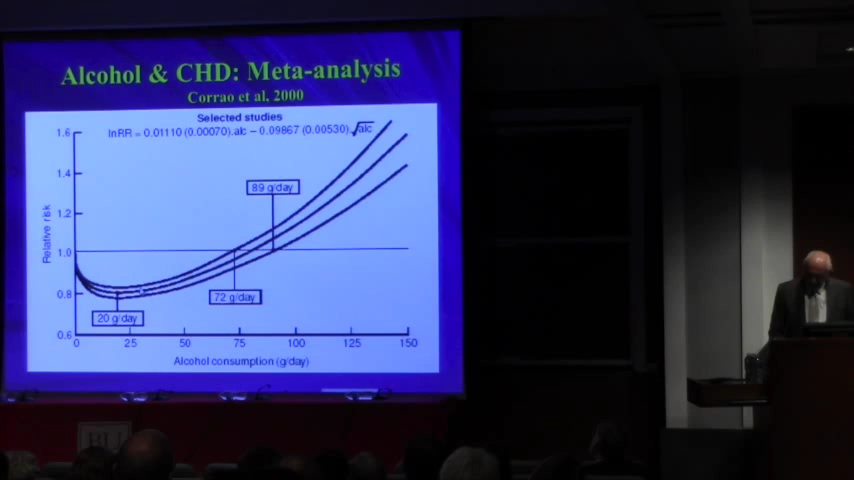 Alcohol & CHD: Meta-analysis
Corrao et al, 2000
Selected studies
lnRR = 0.01110 (0.00070).alc − 0.09867 (0.00530).√alc
1.6
1.4
1.2
1.0
0.8
0.6
Relative risk
89 g/day
72 g/day
20 g/day
0 25 50 75 100 125 150
Alcohol consumption (g/day)